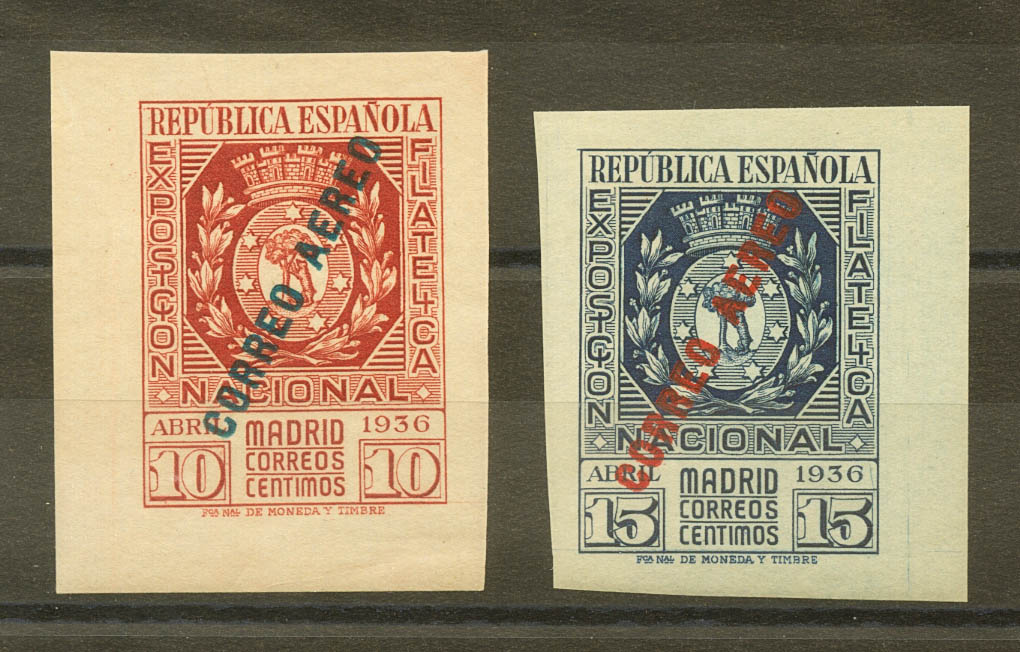 REPÚBLICA ESPAÑOLA
EXPOSICION
FILATELICA
NACIONAL
CORREO AEREO
ABRIL
MADRID
1936
CORREOS
10
CENTIMOS
10
Fca Nal DE MONEDA Y TIMBRE
REPÚBLICA ESPAÑOLA
EXPOSICION
FILATELICA
NACIONAL
CORREO AEREO
ABRIL
MADRID
1936
CORREOS
15
CENTIMOS
15
Fca Nal DE MONEDA Y TIMBRE